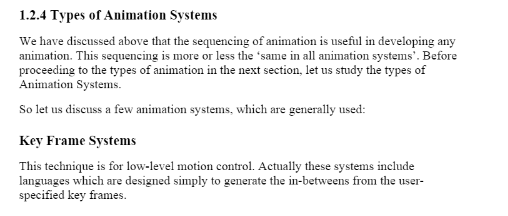 1.2.4 Types of Animation Systems
We have discussed above that the sequencing of animation is useful in developing any
animation. This sequencing is more or less the ‘same in all animation systems’. Before
proceeding to the types of animation in the next section, let us study the types of
Animation Systems.
So let us discuss a few animation systems, which are generally used:
Key Frame Systems
This technique is for low-level motion control. Actually these systems include
languages which are designed simply to generate the in-betweens from the user-
specified key frames.